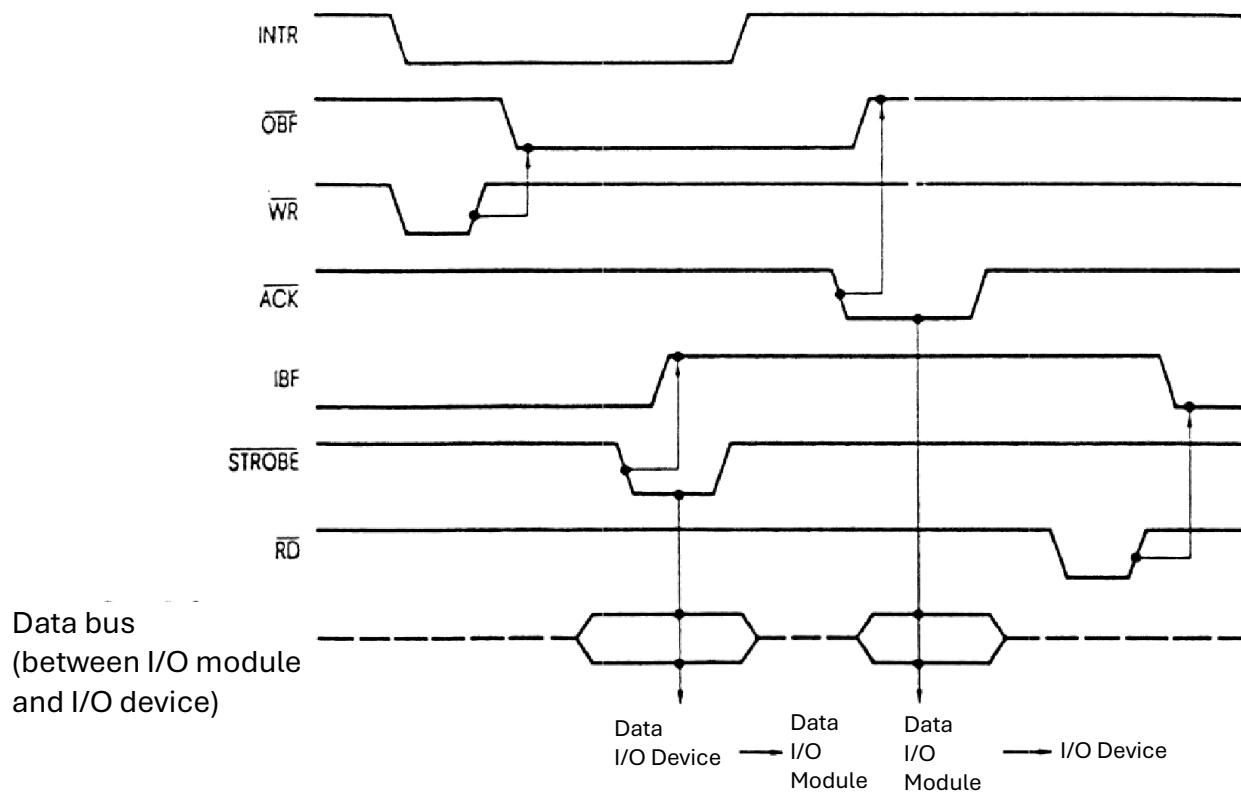 INTR
OBF
WR
ACK
IBF
STROBE
RD
Data bus
(between I/O module
and I/O device)
Data
I/O Device
Data
I/O
Module
Data
I/O
Module
I/O Device